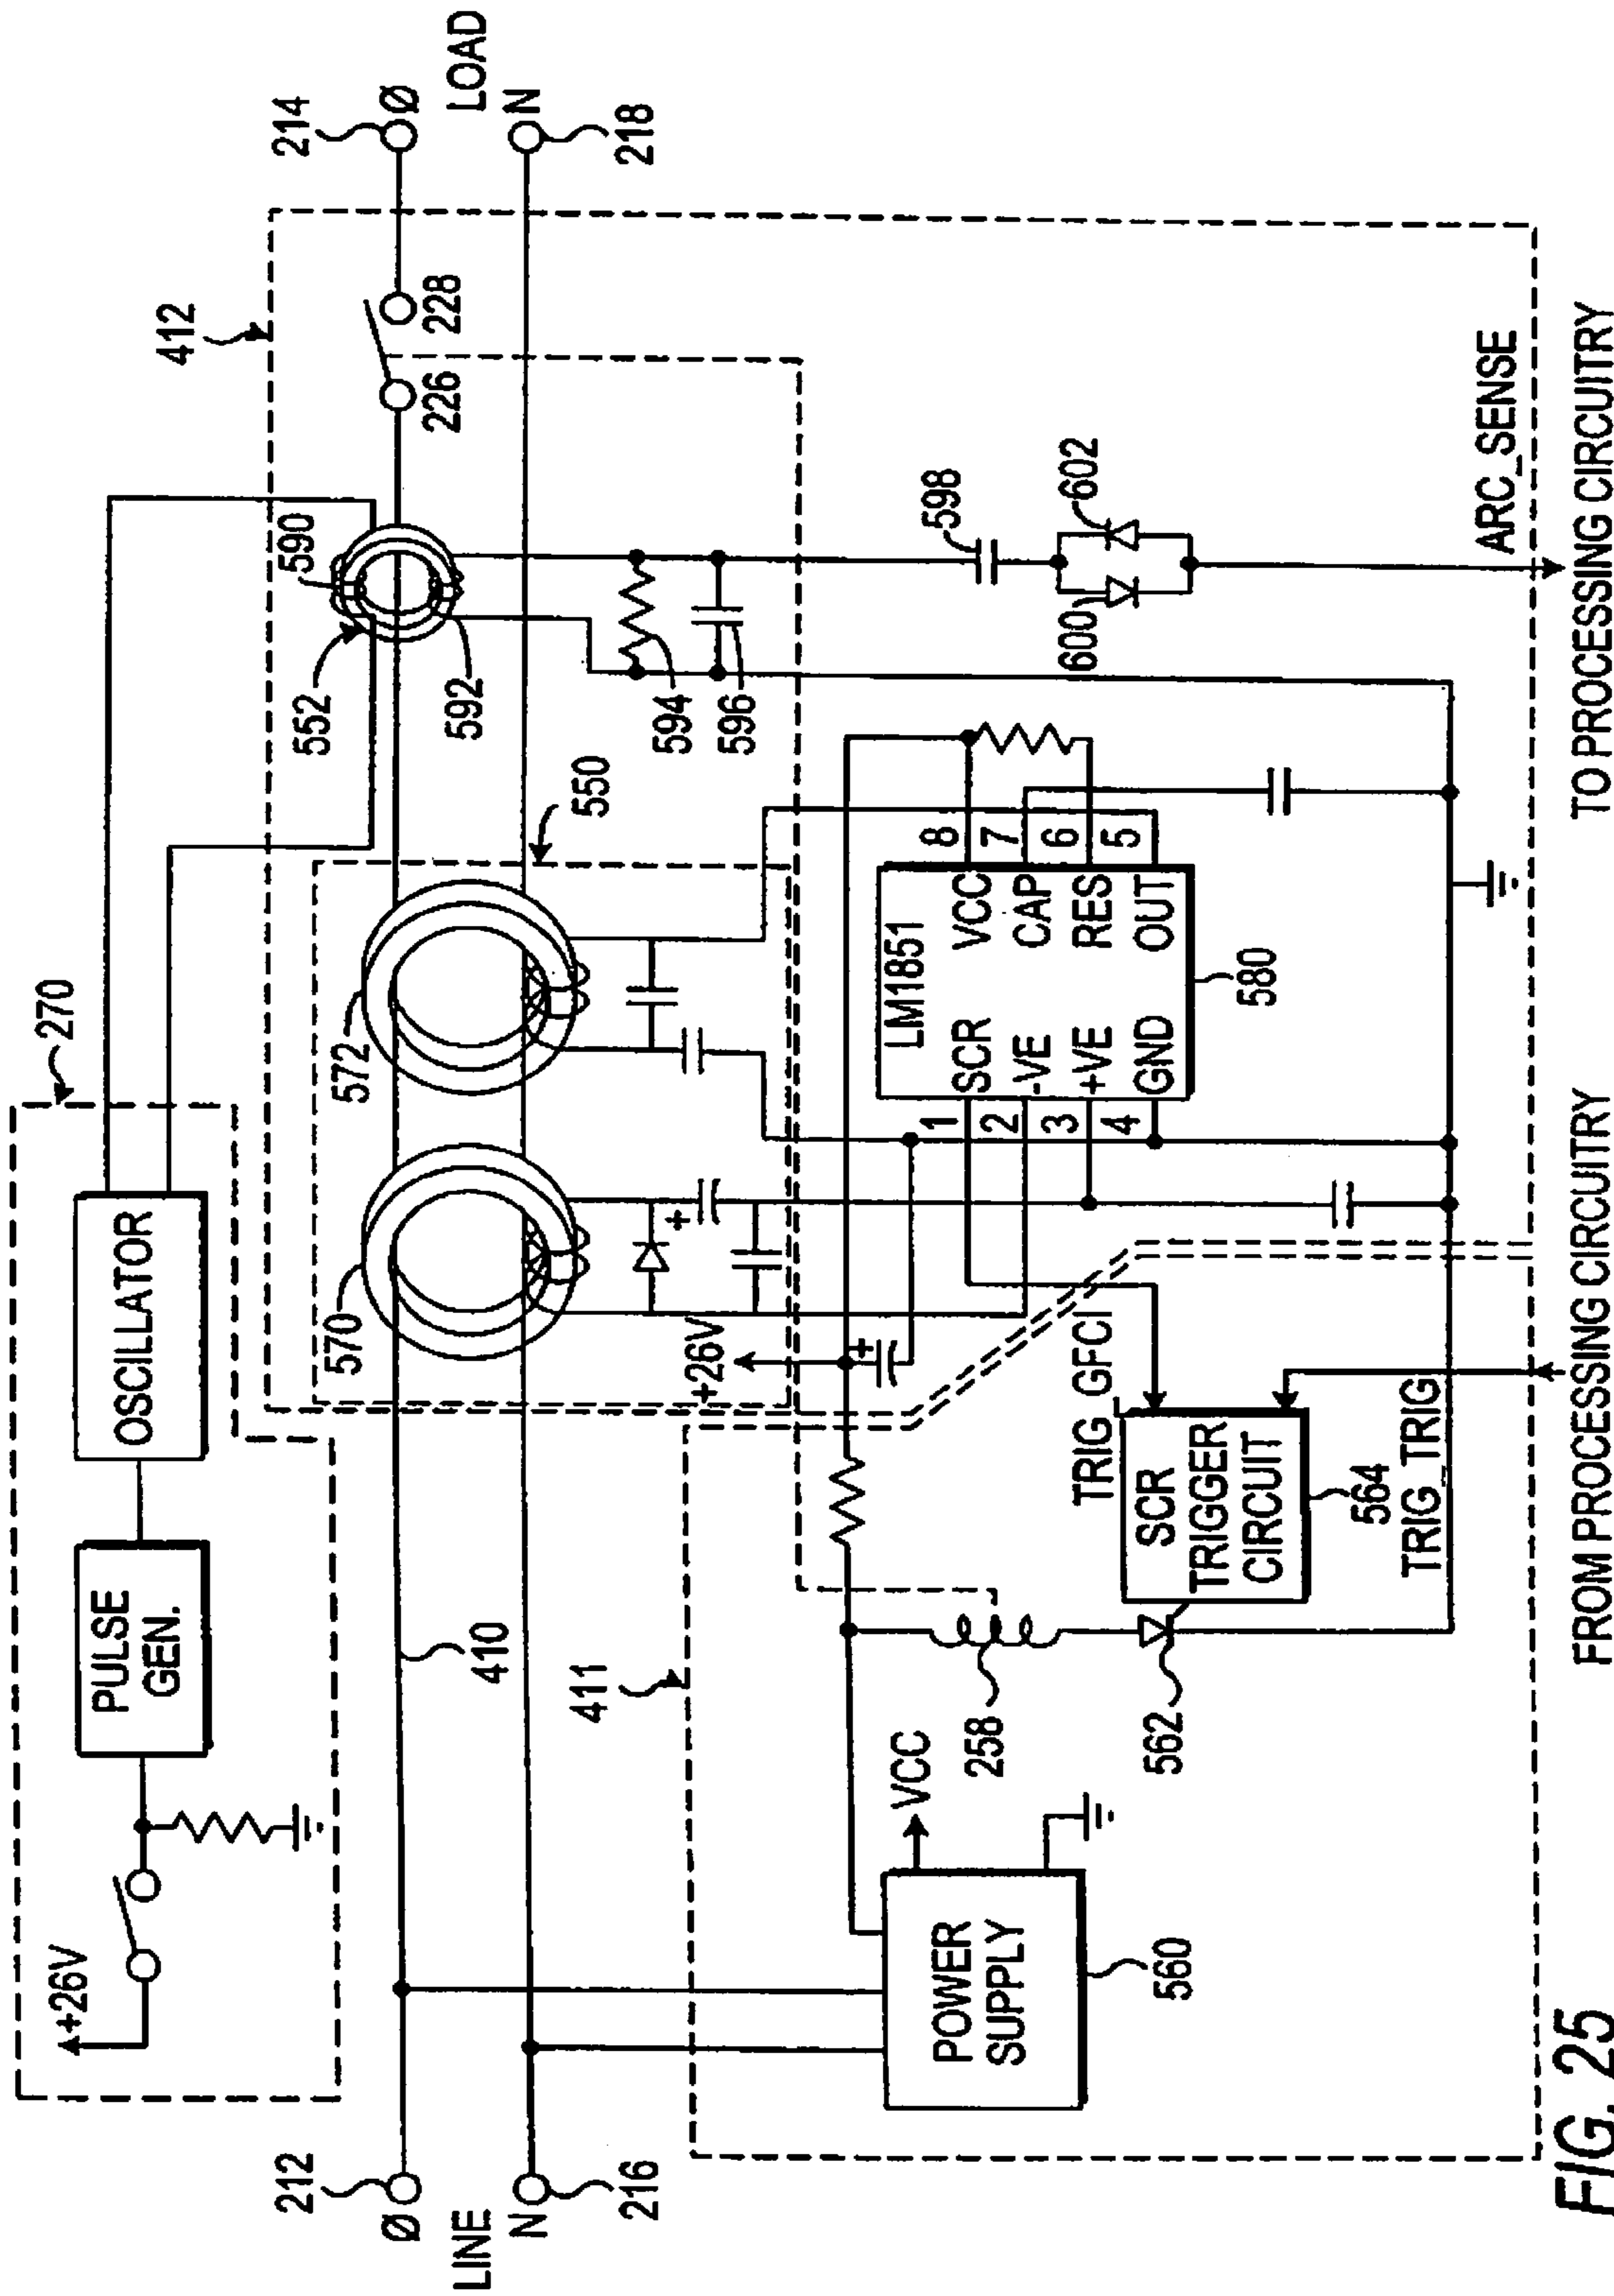 270
+26V
PULSE
GEN.
OSCILLATOR
212
Ø
LINE
N
216
410
570
572
552
590
592
550
412
226
228
214
Ø
LOAD
N
218
594
596
411
+26V
VCC
POWER
SUPPLY
560
258
562
TRIG_GFCI
SCR
TRIGGER
CIRCUIT
564
TRIG_TRIG
LM1851
SCR
-VE
+VE
GND
VCC
CAP
RES
OUT
1
2
3
4
8
7
6
5
580
+
+
598
600
602
ARC_SENSE
FROM PROCESSING CIRCUITRY
TO PROCESSING CIRCUITRY
FIG. 25